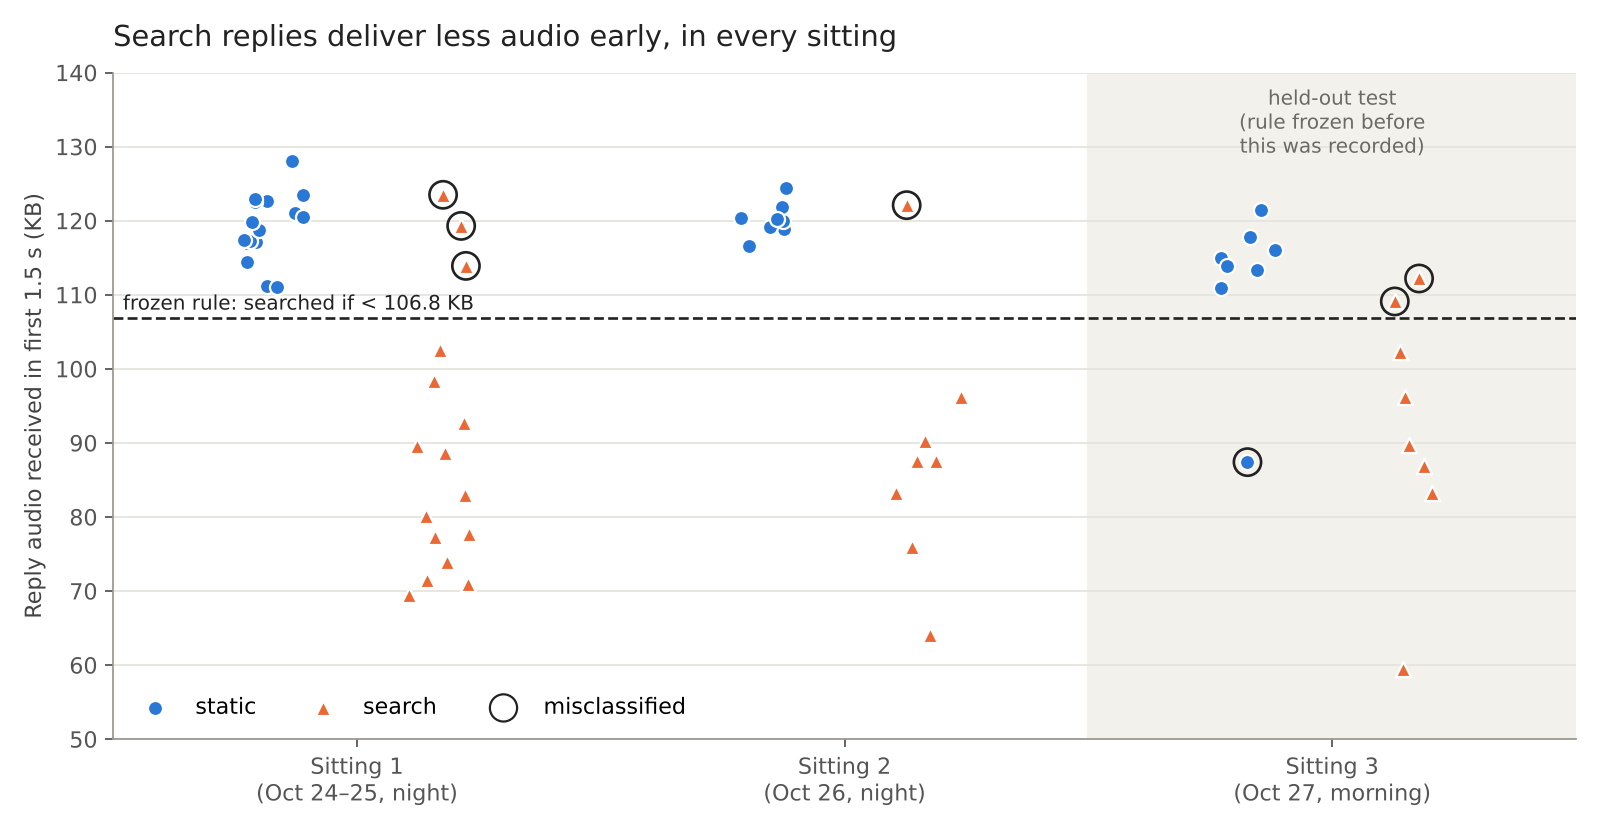 Search replies deliver less audio early, in every sitting
Reply audio received in first 1.5 s (KB)
140
130
120
110
100
90
80
70
60
50
held-out test
(rule frozen before
this was recorded)
frozen rule: searched if < 106.8 KB
static
search
misclassified
Sitting 1
(Oct 24–25, night)
Sitting 2
(Oct 26, night)
Sitting 3
(Oct 27, morning)